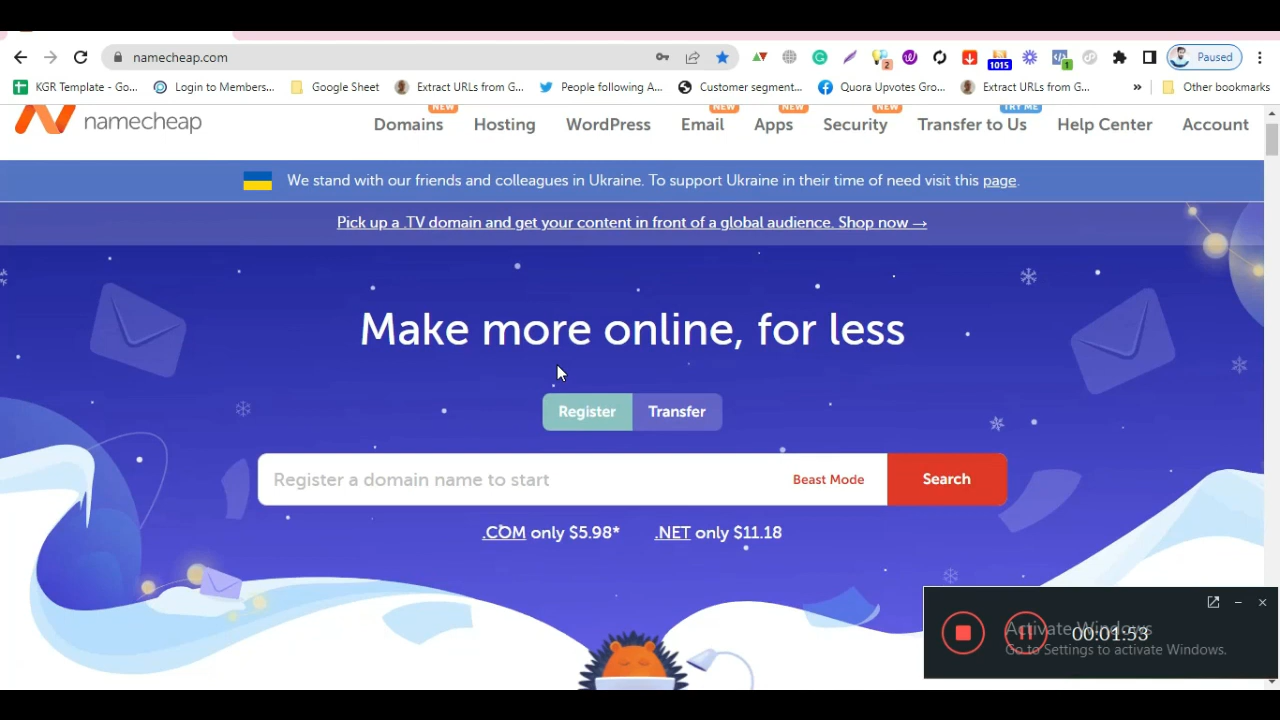 namecheap.com
2
1015
1
Paused
KGR Template - Go...
Login to Members...
Google Sheet
Extract URLs from G...
People following A...
Customer segment...
Quora Upvotes Gro...
Extract URLs from G...
»
Other bookmarks
namecheap
NEW
NEW
NEW
NEW
TRY ME
Domains
Hosting
WordPress
Email
Apps
Security
Transfer to Us
Help Center
Account
We stand with our friends and colleagues in Ukraine. To support Ukraine in their time of need visit this page.
Pick up a .TV domain and get your content in front of a global audience. Shop now →
Make more online, for less
Register
Transfer
Register a domain name to start
Beast Mode
Search
.COM only $5.98*
.NET only $11.18
Activate Windows
00:01:53
Go to Settings to activate Windows.